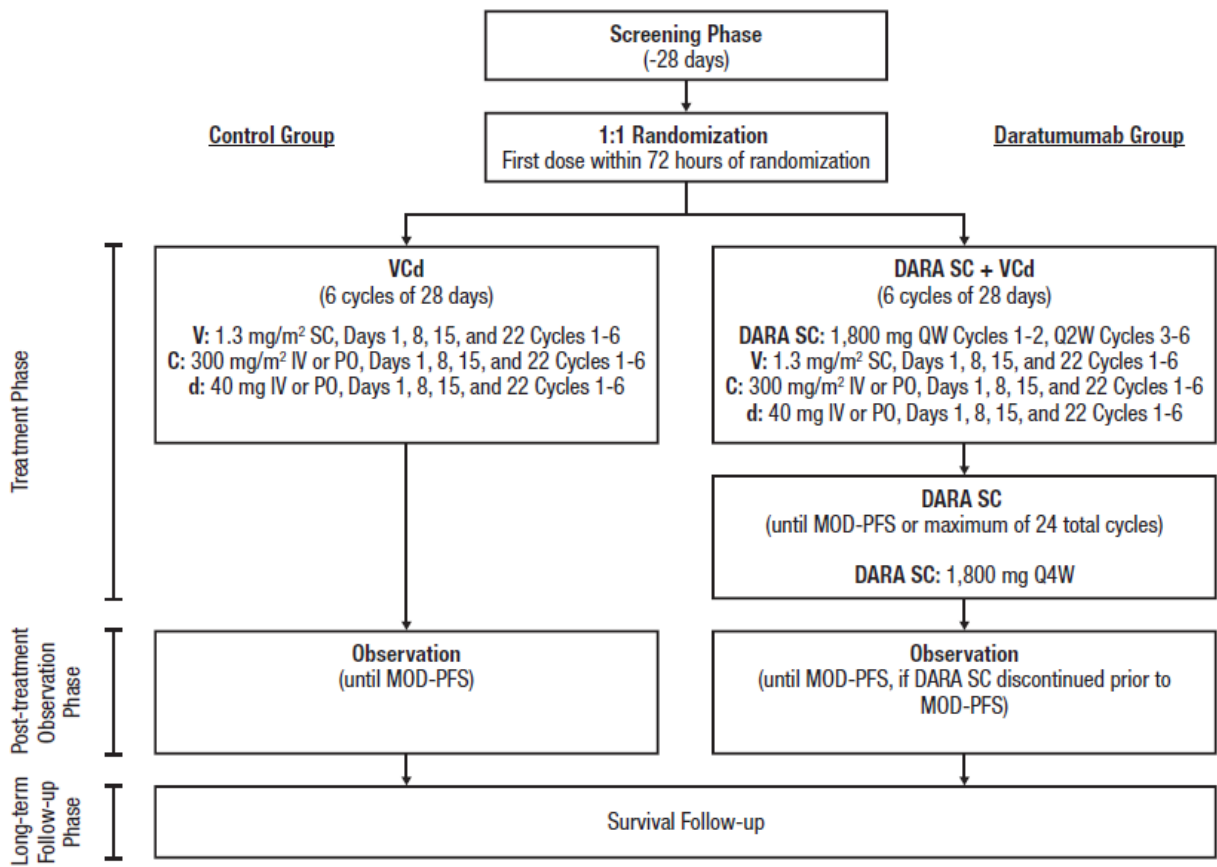 Screening Phase
(-28 days)
Control Group
1:1 Randomization
First dose within 72 hours of randomization
Daratumumab Group
Treatment Phase
VCd
(6 cycles of 28 days)
V: 1.3 mg/m² SC, Days 1, 8, 15, and 22 Cycles 1-6
C: 300 mg/m² IV or PO, Days 1, 8, 15, and 22 Cycles 1-6
d: 40 mg IV or PO, Days 1, 8, 15, and 22 Cycles 1-6
DARA SC + VCd
(6 cycles of 28 days)
DARA SC: 1,800 mg QW Cycles 1-2, Q2W Cycles 3-6
V: 1.3 mg/m² SC, Days 1, 8, 15, and 22 Cycles 1-6
C: 300 mg/m² IV or PO, Days 1, 8, 15, and 22 Cycles 1-6
d: 40 mg IV or PO, Days 1, 8, 15, and 22 Cycles 1-6
DARA SC
(until MOD-PFS or maximum of 24 total cycles)
DARA SC: 1,800 mg Q4W
Post-treatment
Observation
Phase
Observation
(until MOD-PFS)
Observation
(until MOD-PFS, if DARA SC discontinued prior to
MOD-PFS)
Long-term
Follow-up
Phase
Survival Follow-up